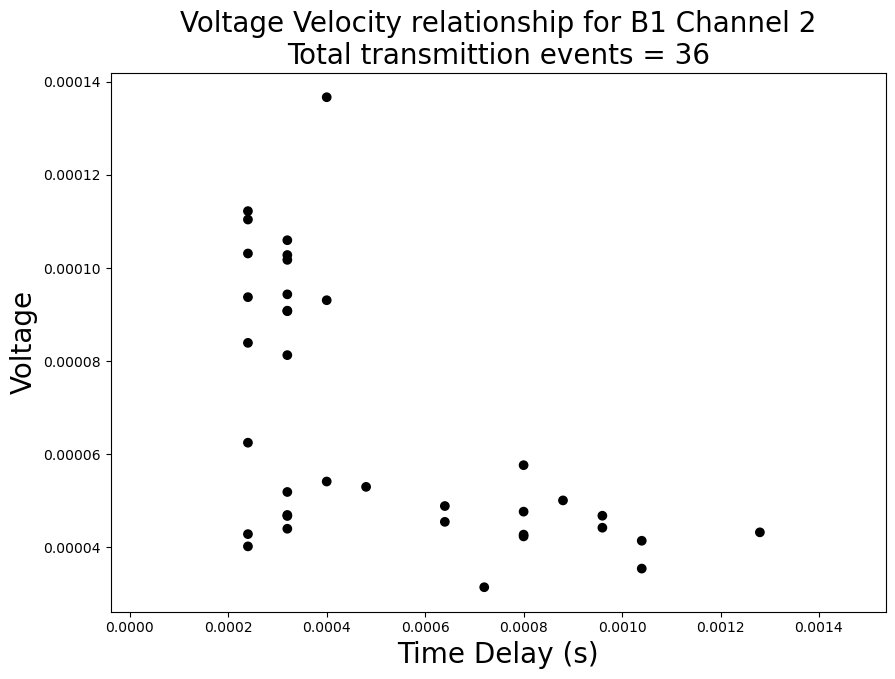 Voltage Velocity relationship for B1 Channel 2
Total transmittion events = 36
0.00014
0.00012
0.00010
0.00008
0.00006
0.00004
Voltage
0.0000 0.0002 0.0004 0.0006 0.0008 0.0010 0.0012 0.0014
Time Delay (s)